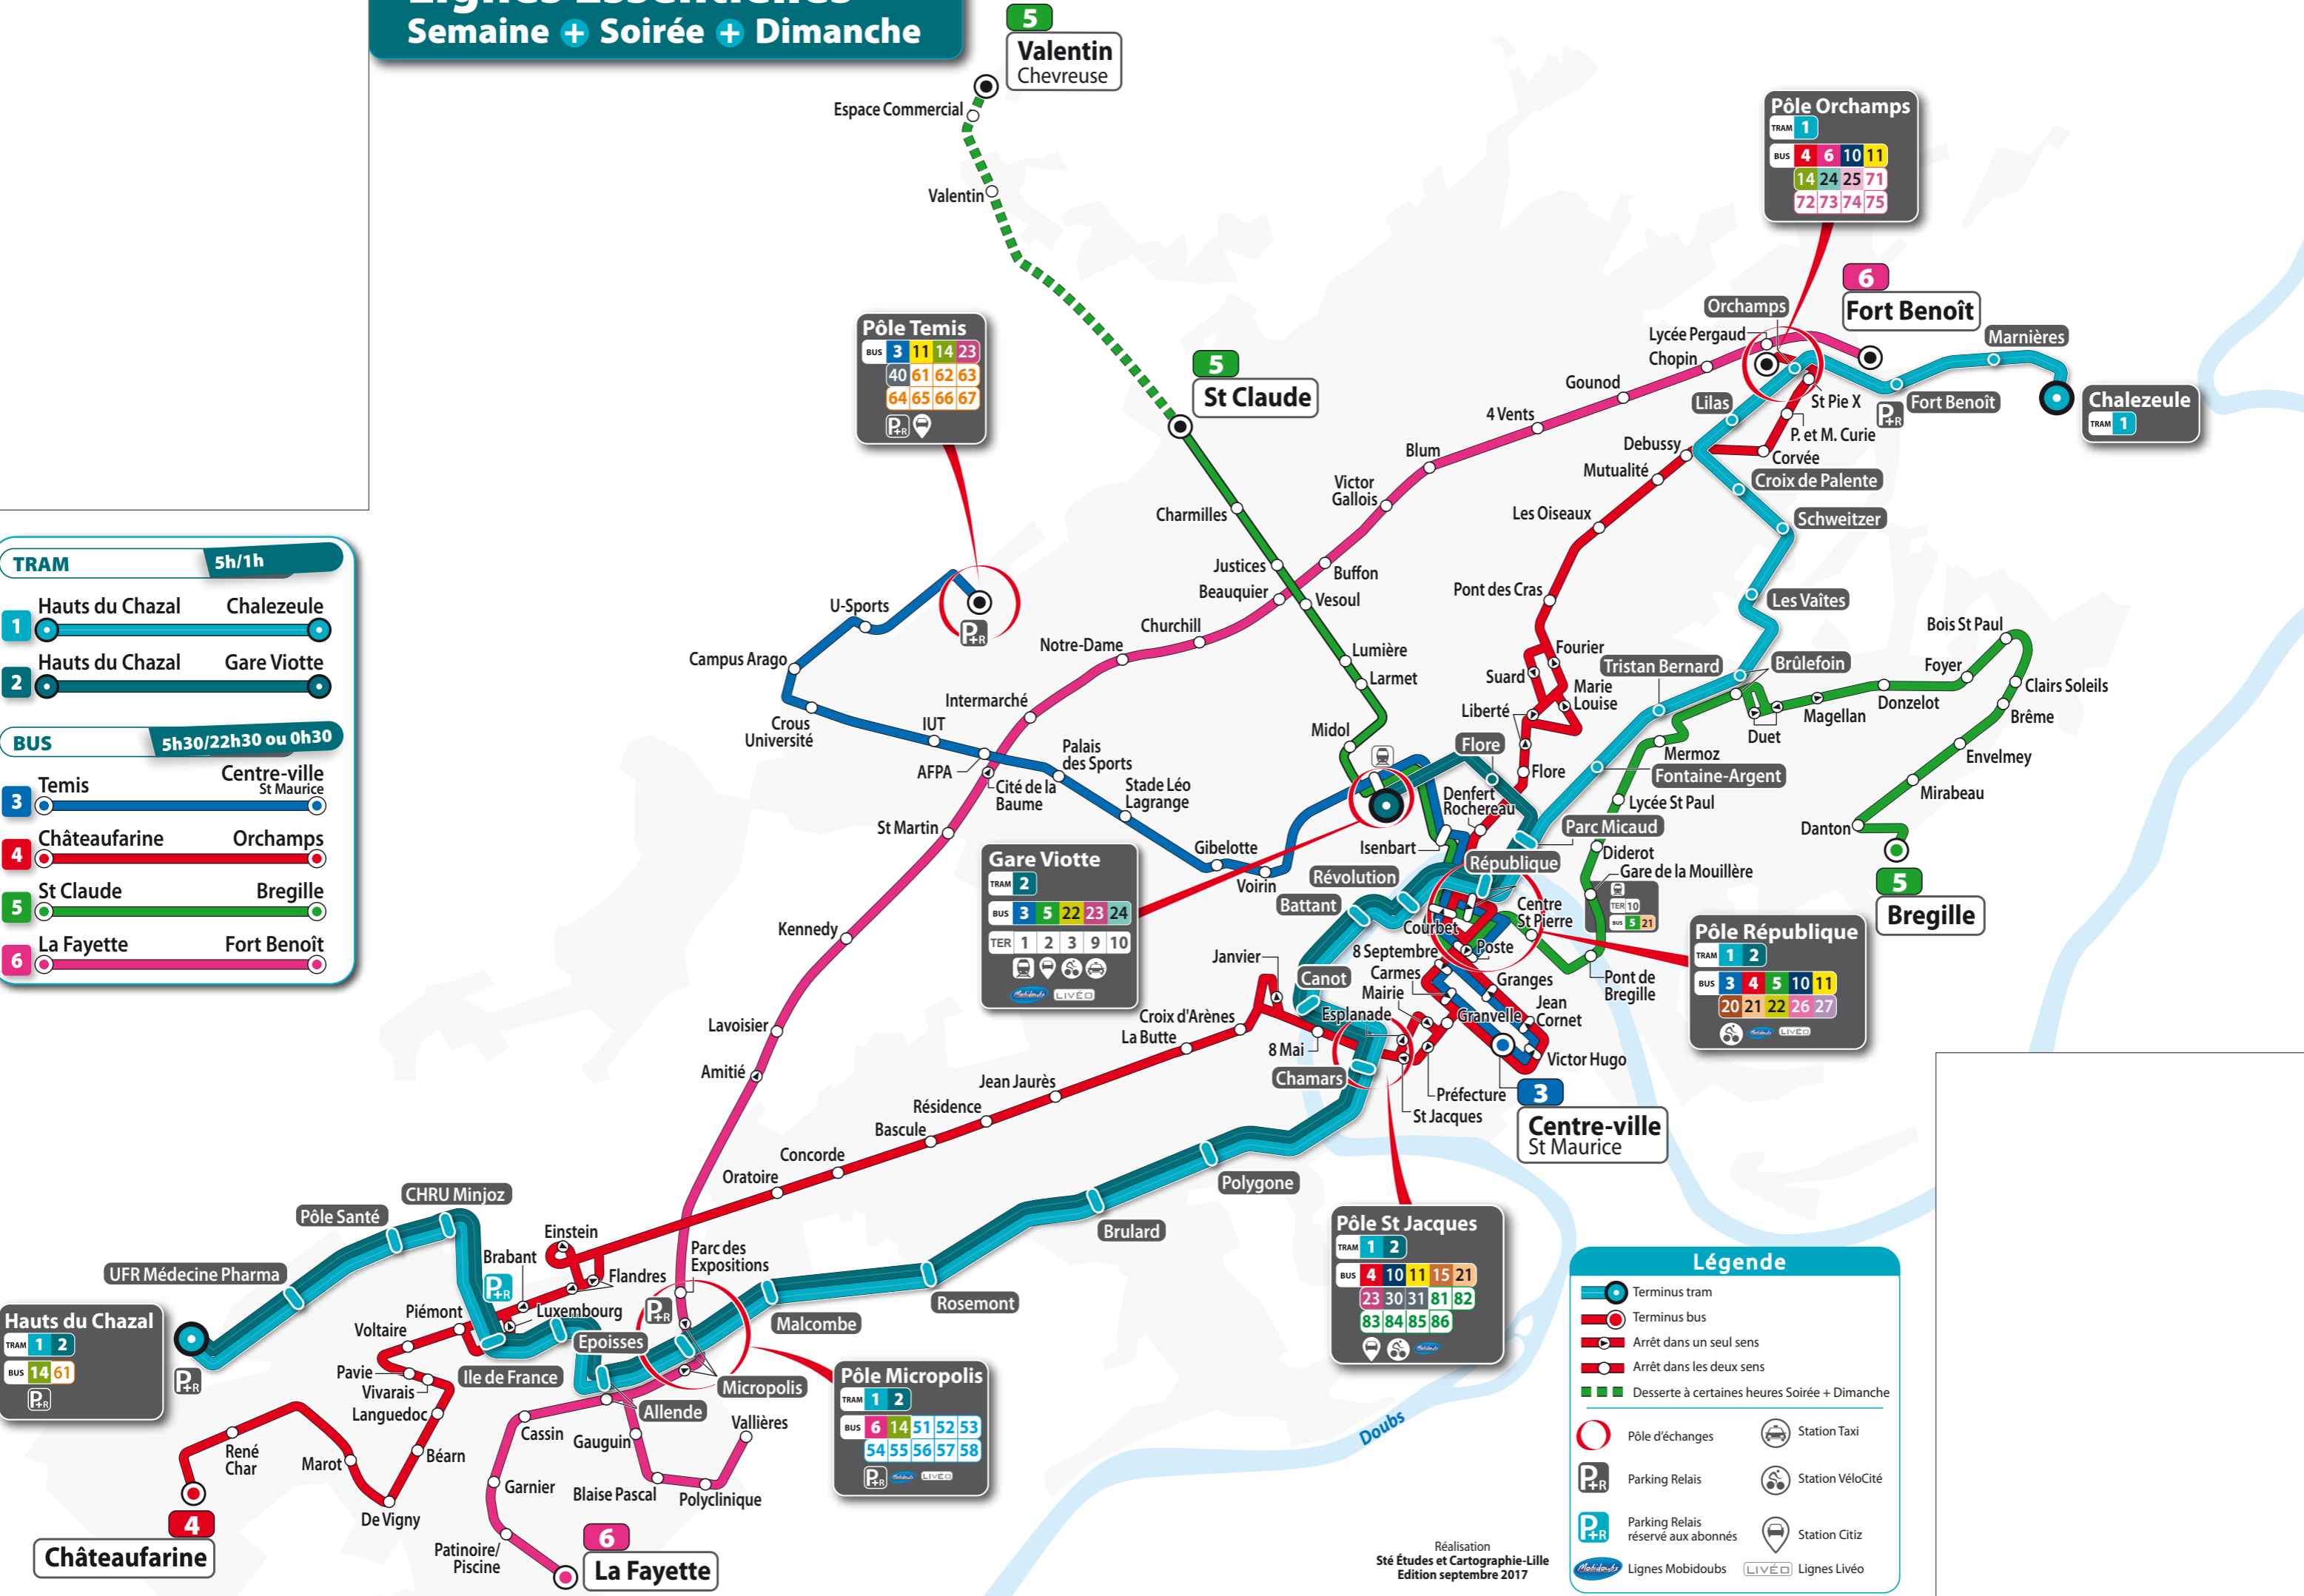 Lignes Essentielles
Semaine + Soirée + Dimanche
5
Valentin
Chevreuse
Espace Commercial
Valentin
5
St Claude
Pôle Temis
BUS 3 11 14 23
40 61 62 63
64 65 66 67
P+R
P+R
Pôle Orchamps
TRAM 1
BUS 4 6 10 11
14 24 25 71
72 73 74 75
6
Fort Benoît
Orchamps
Lycée Pergaud
Chopin
Gounod
4 Vents
Blum
Victor
Gallois
Buffon
Beauquier
Churchill
Notre-Dame
Intermarché
Marnières
Fort Benoît
P+R
Chalezeule
TRAM 1
St Pie X
P. et M. Curie
Corvée
Lilas
Debussy
Mutualité
Les Oiseaux
Pont des Cras
Croix de Palente
Schweitzer
Les Vaîtes
Brûlefoin
Tristan Bernard
Fontaine-Argent
Parc Micaud
Fourier
Suard
Marie
Louise
Liberté
Flore
Flore
Denfert
Rochereau
Isenbart
République
Révolution
Battant
Canot
Chamars
Charmilles
Justices
Vesoul
Lumière
Larmet
Midol
U-Sports
Campus Arago
Crous
Université
IUT
AFPA
Cité de la
Baume
Palais
des Sports
Stade Léo
Lagrange
Gibelotte
Voirin
St Martin
Kennedy
Lavoisier
Amitié
Bois St Paul
Foyer
Clairs Soleils
Brême
Donzelot
Magellan
Duet
Mermoz
Envelmey
Mirabeau
Danton
5
Bregille
Lycée St Paul
Diderot
Gare de la Mouillère
TER 10
BUS 5 21
Pont de
Bregille
Centre
St Pierre
Courbet
Poste
8 Septembre
Carmes
Mairie
Granges
Jean
Cornet
Granvelle
Esplanade
Victor Hugo
Préfecture
St Jacques
8 Mai
Janvier
Croix d'Arènes
La Butte
Jean Jaurès
Résidence
Bascule
Concorde
Oratoire
3
Centre-ville
St Maurice
Gare Viotte
TRAM 2
BUS 3 5 22 23 24
TER 1 2 3 9 10
Mobidoubs LIVÉO
Pôle République
TRAM 1 2
BUS 3 4 5 10 11
20 21 22 26 27
Mobidoubs LIVÉO
Pôle St Jacques
TRAM 1 2
BUS 4 10 11 15 21
23 30 31 81 82
83 84 85 86
Mobidoubs
Polygone
Brulard
Rosemont
Malcombe
Micropolis
Allende
Epoisses
Ile de France
CHRU Minjoz
Pôle Santé
UFR Médecine Pharma
Hauts du Chazal
TRAM 1 2
BUS 14 61
P+R
P+R
Einstein
Brabant
P+R
Flandres
Luxembourg
Piémont
Voltaire
Pavie
Vivarais
Languedoc
Béarn
De Vigny
Marot
René
Char
4
Châteaufarine
Parc des
Expositions
P+R
Pôle Micropolis
TRAM 1 2
BUS 6 14 51 52 53
54 55 56 57 58
P+R Mobidoubs LIVÉO
Cassin
Garnier
Patinoire/
Piscine
Gauguin
Blaise Pascal
Polyclinique
Vallières
6
La Fayette
TRAM 5h/1h
1 Hauts du Chazal Chalezeule
2 Hauts du Chazal Gare Viotte
BUS 5h30/22h30 ou 0h30
3 Temis Centre-ville
St Maurice
4 Châteaufarine Orchamps
5 St Claude Bregille
6 La Fayette Fort Benoît
Doubs
Réalisation
Sté Études et Cartographie-Lille
Edition septembre 2017
Légende
Terminus tram
Terminus bus
Arrêt dans un seul sens
Arrêt dans les deux sens
Desserte à certaines heures Soirée + Dimanche
Pôle d'échanges
Station Taxi
P+R Parking Relais
Station VéloCité
P+R Parking Relais
réservé aux abonnés
Station Citiz
Mobidoubs Lignes Mobidoubs
LIVÉO Lignes Livéo